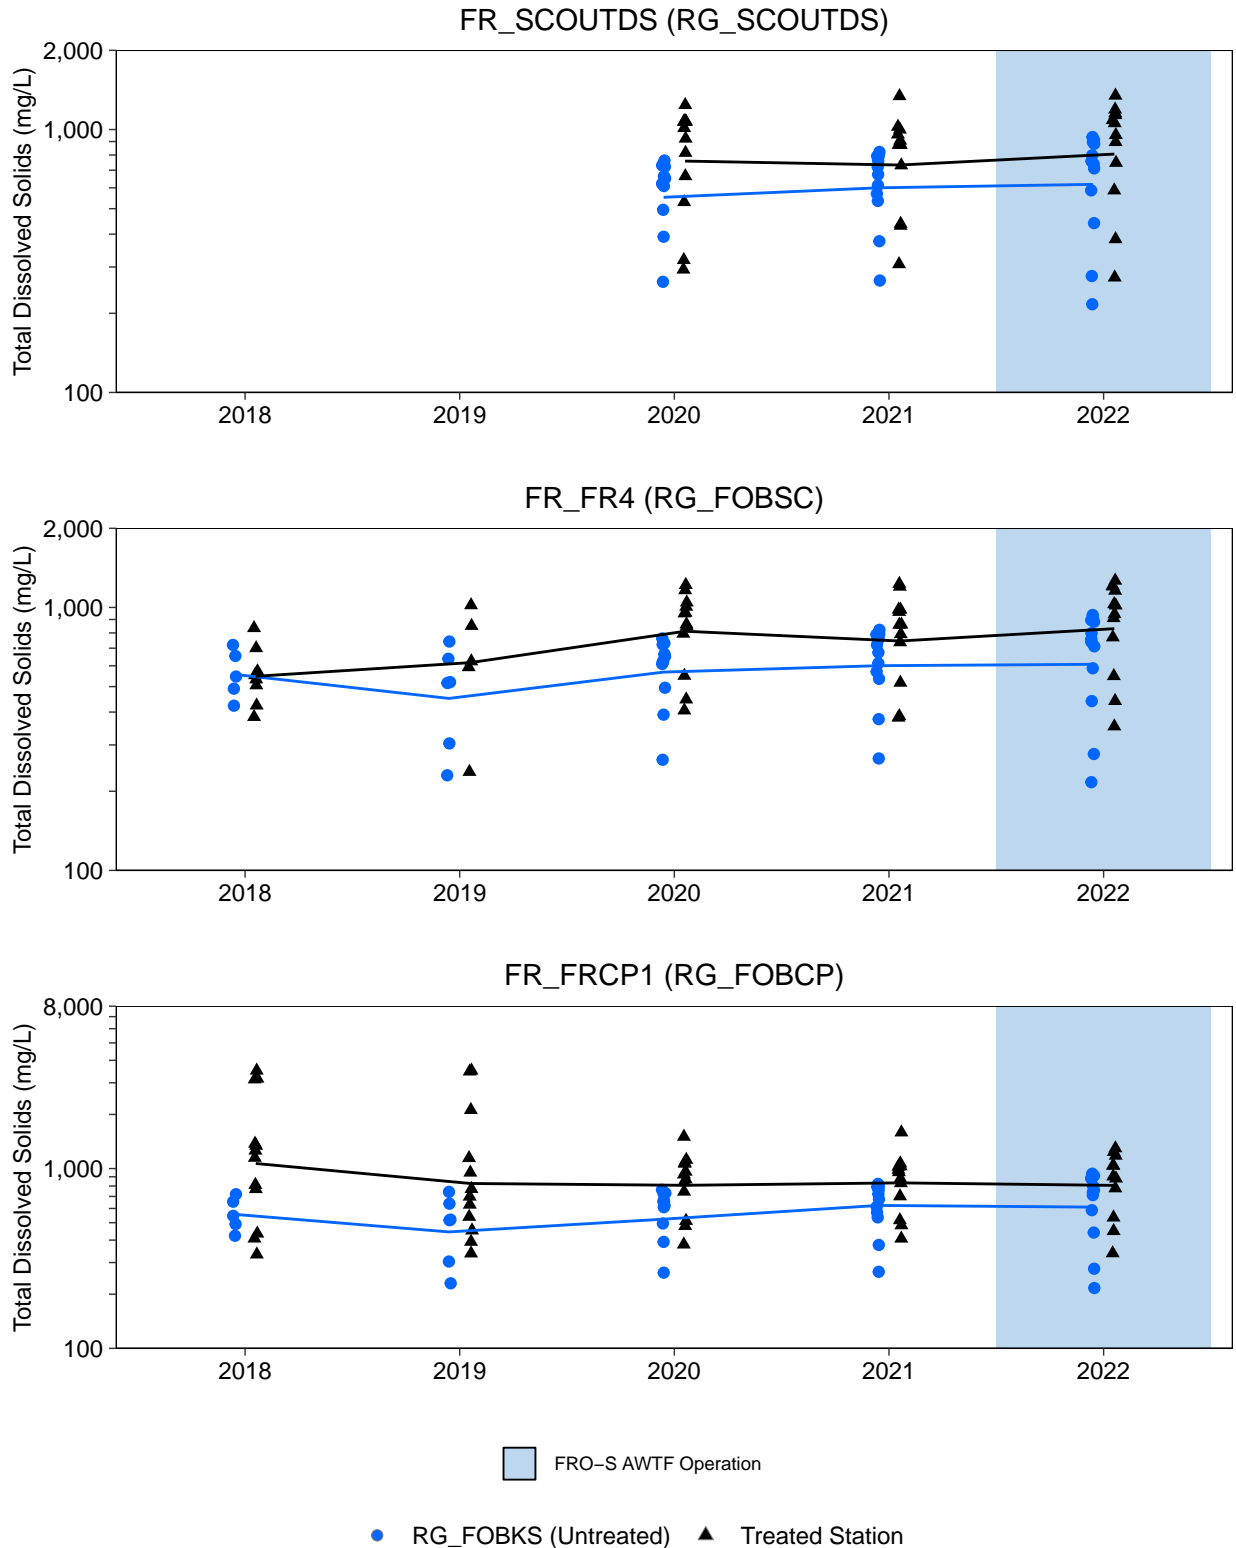 FR_SCOUTDS (RG_SCOUTDS)
Total Dissolved Solids (mg/L)
2,000
1,000
100
2018 2019 2020 2021 2022
FR_FR4 (RG_FOBSC)
Total Dissolved Solids (mg/L)
2,000
1,000
100
2018 2019 2020 2021 2022
FR_FRCP1 (RG_FOBCP)
Total Dissolved Solids (mg/L)
8,000
1,000
100
2018 2019 2020 2021 2022
FRO−S AWTF Operation
RG_FOBKS (Untreated) Treated Station